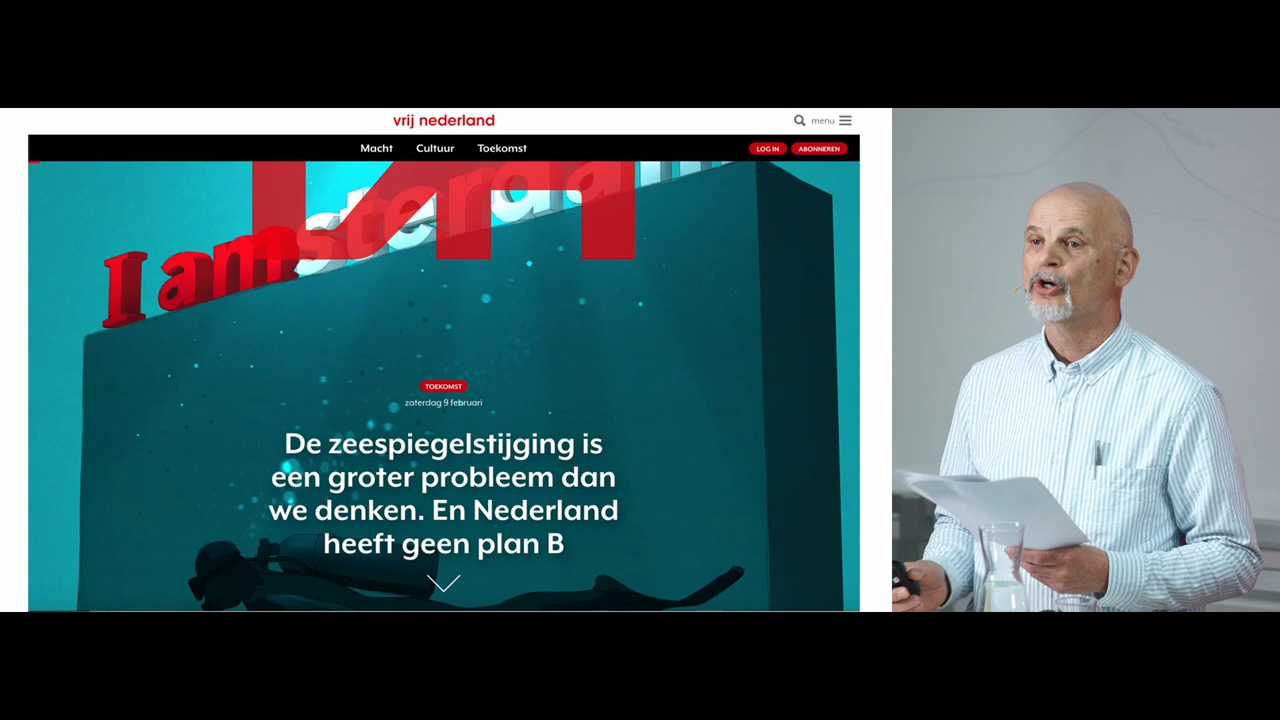 vrij nederland
menu
Macht Cultuur Toekomst
LOG IN ABONNEREN
I amsterdam
TOEKOMST
zaterdag 9 februari
De zeespiegelstijging is
een groter probleem dan
we denken. En Nederland
heeft geen plan B